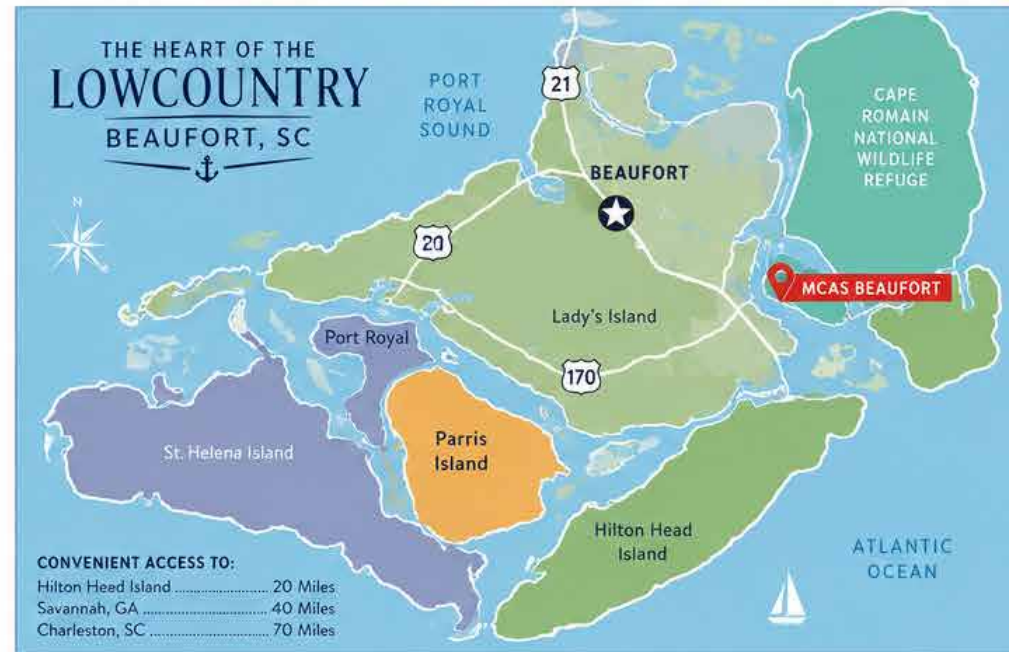 THE HEART OF THE
LOWCOUNTRY
BEAUFORT, SC
PORT
ROYAL
SOUND
21
CAPE
ROMAIN
NATIONAL
WILDLIFE
REFUGE
BEAUFORT
N
20
MCAS BEAUFORT
Lady's Island
Port Royal
170
Parris
Island
St. Helena Island
Hilton Head
Island
ATLANTIC
OCEAN
CONVENIENT ACCESS TO:
Hilton Heed Island ........................ 20 Miles
Savannah, GA ................................ 40 Miles
Charleston, SC .............................. 70 Miles